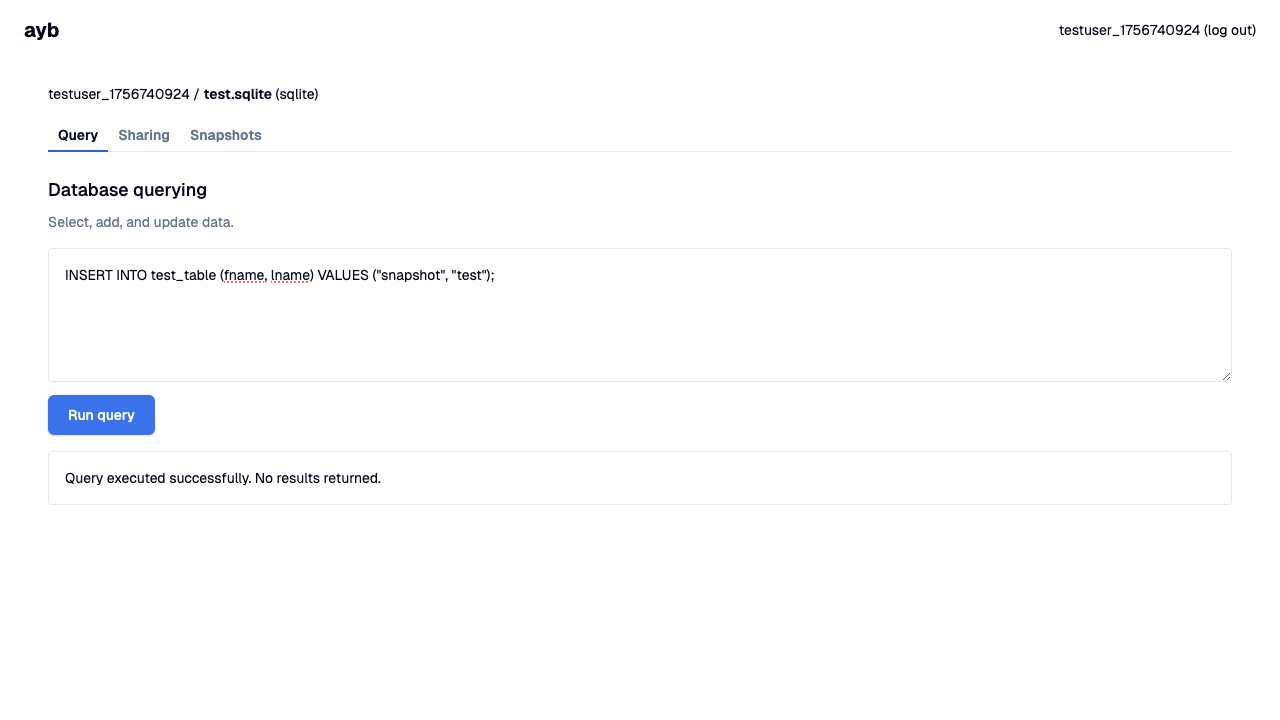 ayb
testuser_1756740924 (log out)
testuser_1756740924 / test.sqlite (sqlite)
Query Sharing Snapshots
Database querying
Select, add, and update data.
INSERT INTO test_table (fname, lname) VALUES ("snapshot", "test");
Run query
Query executed successfully. No results returned.